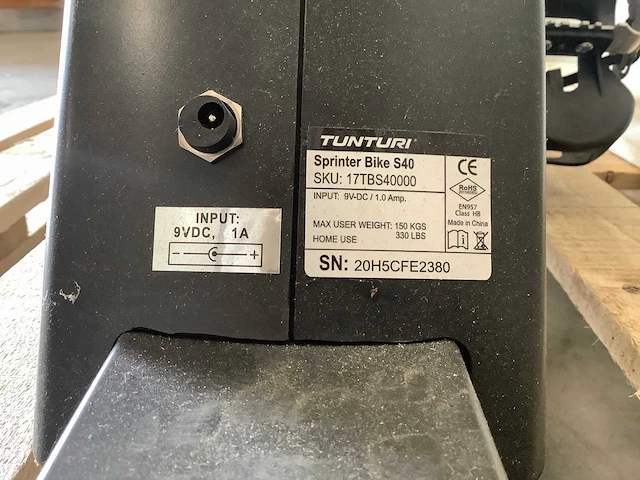 INPUT:
9VDC, 1A
- +
TUNTURI
Sprinter Bike S40
SKU: 17TBS40000
INPUT: 9V-DC / 1.0 Amp.
MAX USER WEIGHT: 150 KGS
HOME USE 330 LBS
CE
RoHS
EN957
Class HB
Made in China
SN: 20H5CFE2380